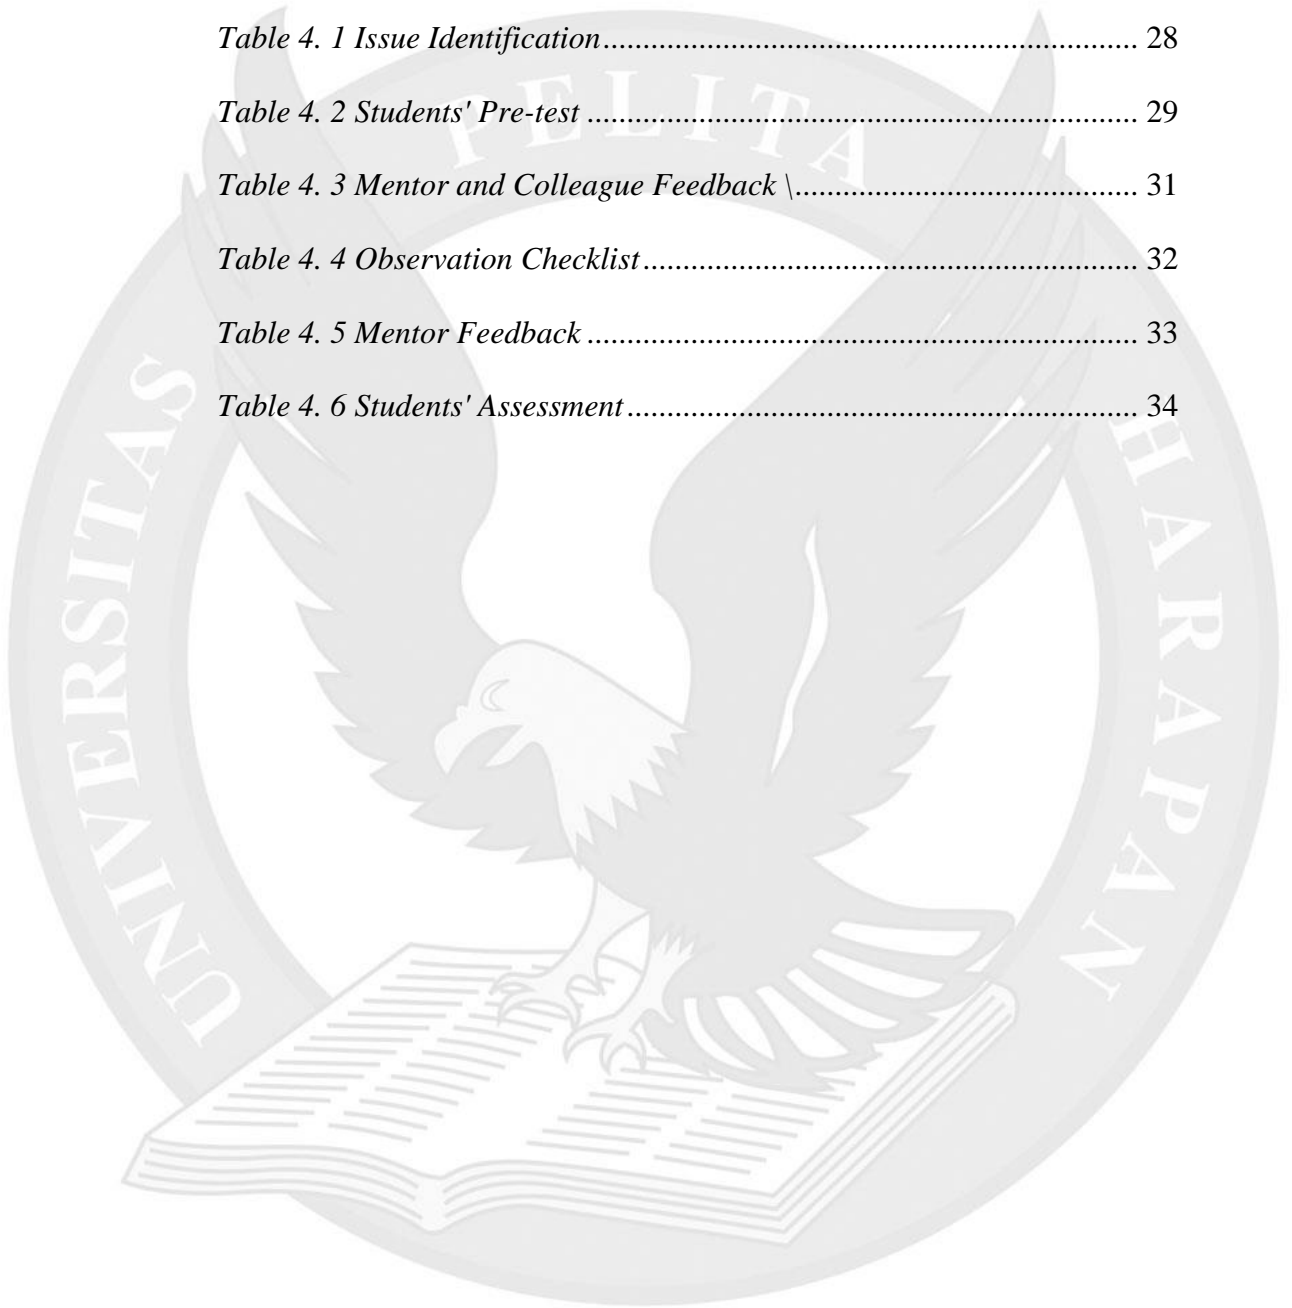 Table 4. 1 Issue Identification................................................................... 28
Table 4. 2 Students' Pre-test ..................................................................... 29
Table 4. 3 Mentor and Colleague Feedback \........................................... 31
Table 4. 4 Observation Checklist.............................................................. 32
Table 4. 5 Mentor Feedback ..................................................................... 33
Table 4. 6 Students' Assessment................................................................ 34
UNIVERSITAS PELITA HARAPAN